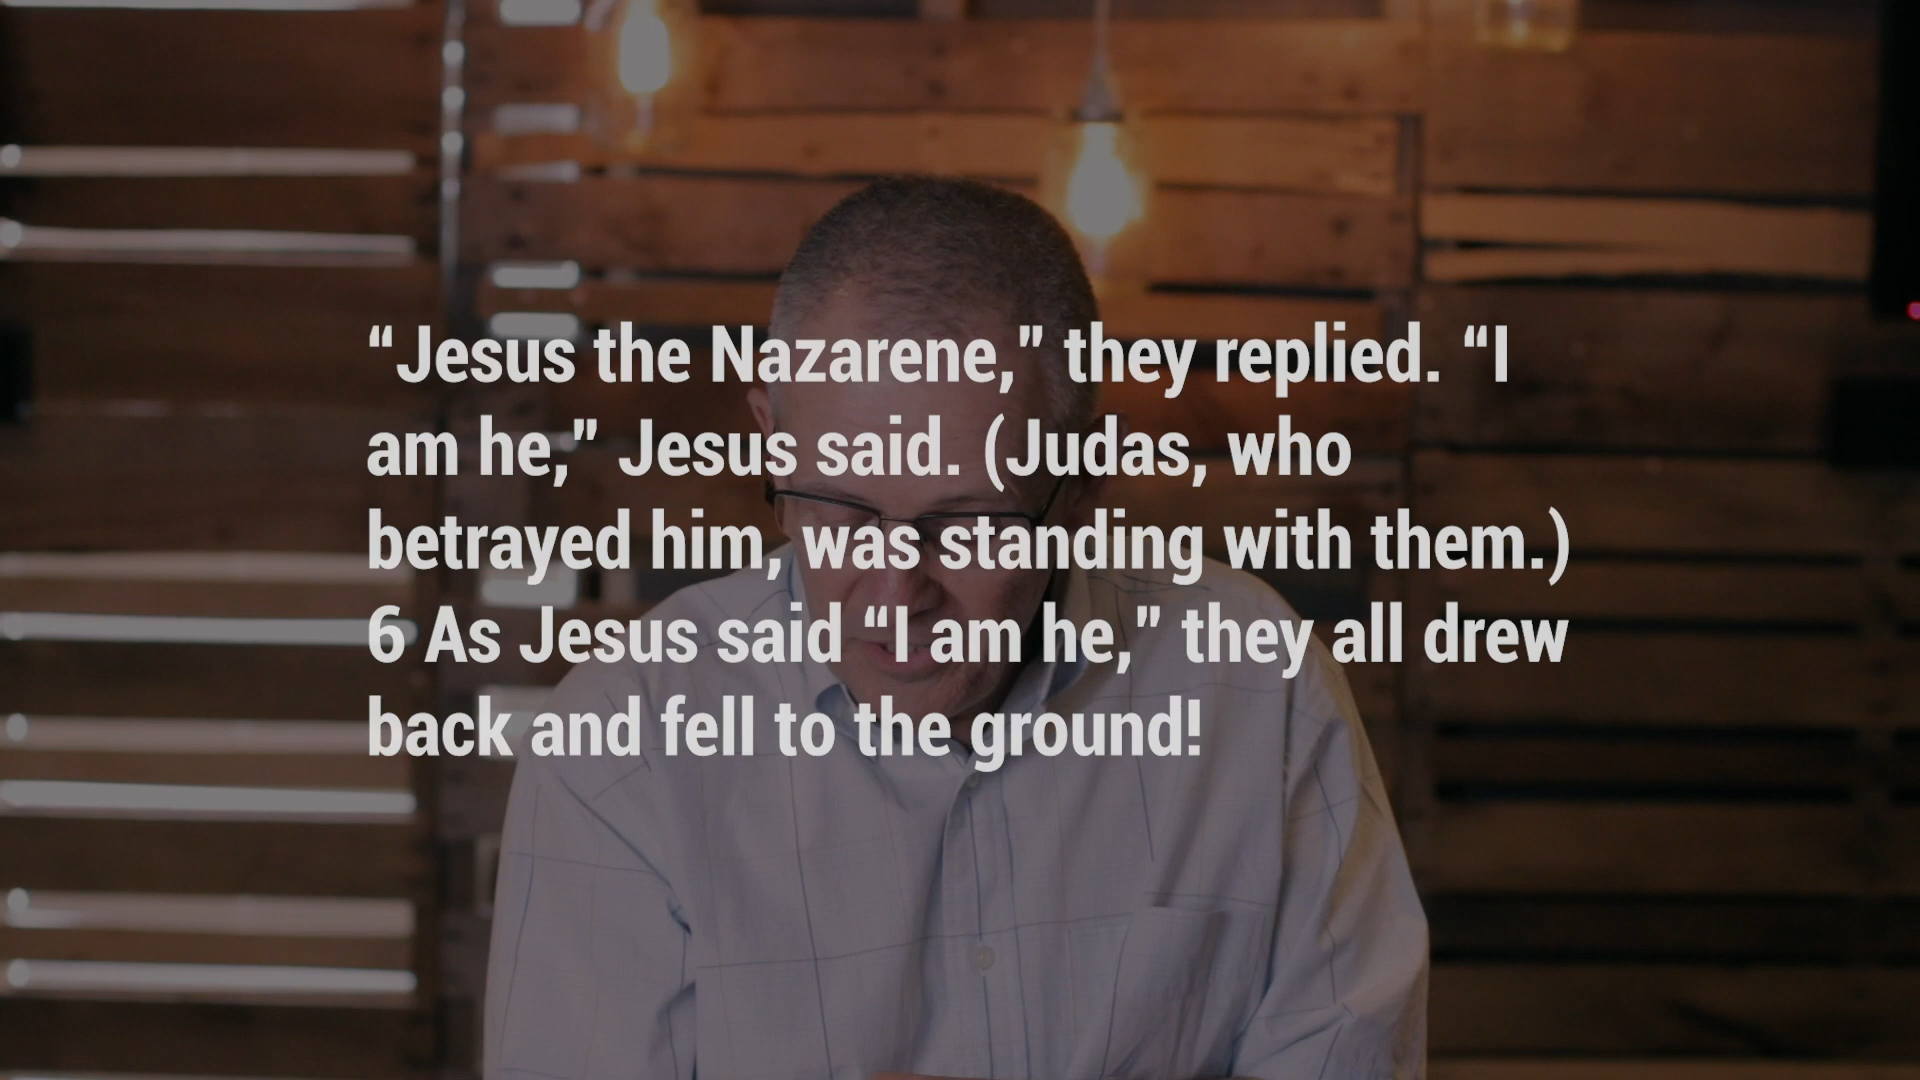 “Jesus the Nazarene,” they replied. “I
am he,” Jesus said. (Judas, who
betrayed him, was standing with them.)
6 As Jesus said “I am he,” they all drew
back and fell to the ground!